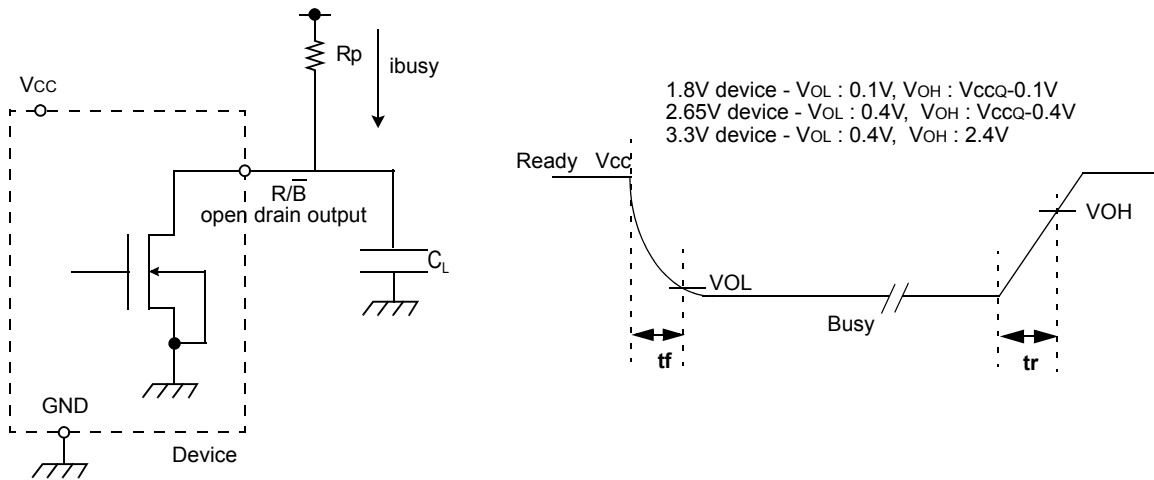 Rp
ibusy
VCC
R/B̅
open drain output
CL
GND
Device
1.8V device - VOL : 0.1V, VOH : VCCQ-0.1V
2.65V device - VOL : 0.4V, VOH : VCCQ-0.4V
3.3V device - VOL : 0.4V, VOH : 2.4V
Ready Vcc
VOH
VOL
Busy
tf
tr